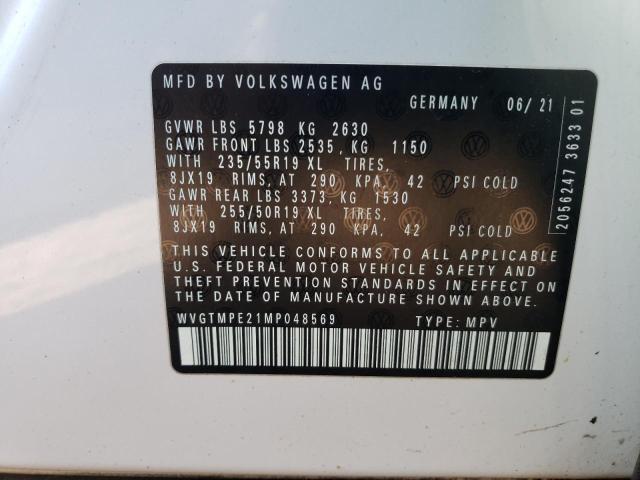 MFD BY VOLKSWAGEN AG
GERMANY 06/ 21
GVWR LBS 5798 KG 2630
GAWR FRONT LBS 2535, KG 1150
WITH 235/55R19 XL TIRES,
8JX19 RIMS, AT 290 KPA, 42 PSI COLD
GAWR REAR LBS 3373, KG 1530
WITH 255/50R19 XL TIRES,
8JX19 RIMS, AT 290 KPA, 42 PSI COLD
THIS VEHICLE CONFORMS TO ALL APPLICABLE
U.S. FEDERAL MOTOR VEHICLE SAFETY AND
THEFT PREVENTION STANDARDS IN EFFECT ON
THE DATE OF MANUFACTURE SHOWN ABOVE.
WVGTMPE21MP048569 TYPE: MPV
2056247 3633 01